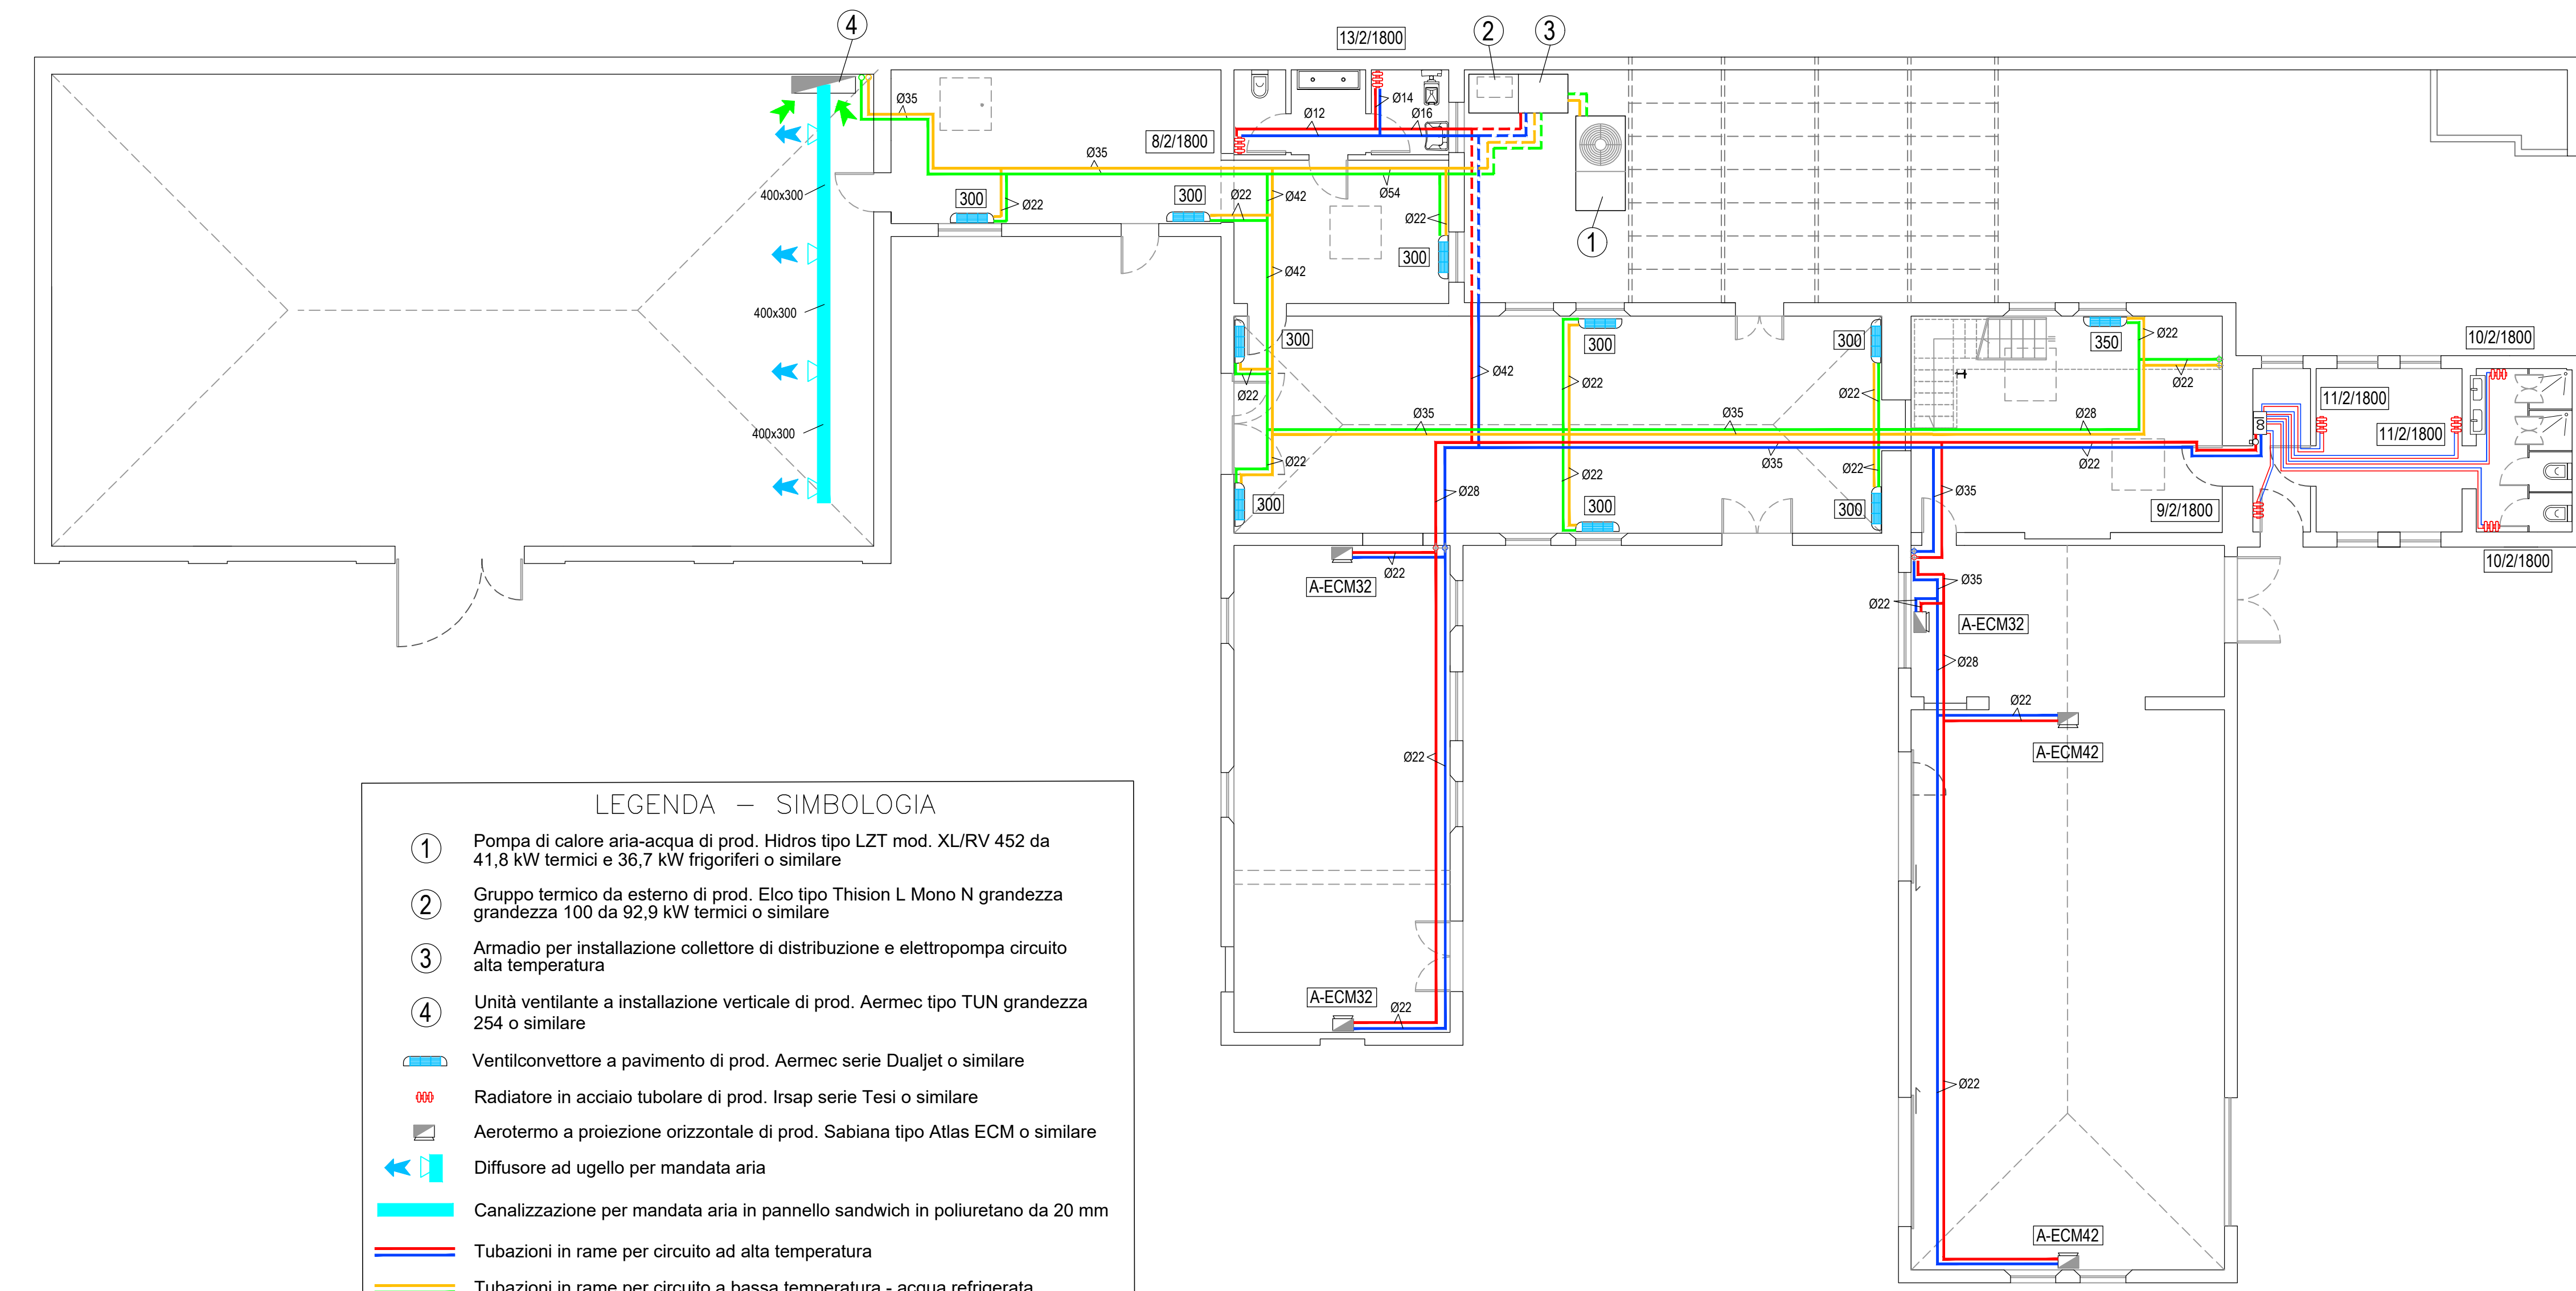 4
13/2/1800
2
3
Ø35
Ø12
Ø14
Ø16
8/2/1800
Ø35
Ø54
400x300
300
Ø22
300
Ø22
Ø42
Ø22
300
1
Ø42
400x300
300
300
300
350
Ø22
10/2/1800
Ø22
Ø42
Ø22
Ø22
Ø22
11/2/1800
400x300
Ø35
Ø35
Ø28
11/2/1800
Ø22
Ø22
Ø35
Ø22
Ø22
300
Ø28
300
300
Ø35
9/2/1800
10/2/1800
Ø22
A-ECM32
Ø35
Ø22
A-ECM32
Ø28
Ø22
A-ECM42
Ø22
A-ECM32
Ø22
Ø22
A-ECM42
LEGENDA - SIMBOLOGIA
1
Pompa di calore aria-acqua di prod. Hidros tipo LZT mod. XL/RV 452 da
41,8 kW termici e 36,7 kW frigoriferi o similare
2
Gruppo termico da esterno di prod. Elco tipo Thision L Mono N grandezza
grandezza 100 da 92,9 kW termici o similare
3
Armadio per installazione collettore di distribuzione e elettropompa circuito
alta temperatura
4
Unità ventilante a installazione verticale di prod. Aermec tipo TUN grandezza
254 o similare
Ventilconvettore a pavimento di prod. Aermec serie Dualjet o similare
Radiatore in acciaio tubolare di prod. Irsap serie Tesi o similare
Aerotermo a proiezione orizzontale di prod. Sabiana tipo Atlas ECM o similare
Diffusore ad ugello per mandata aria
Canalizzazione per mandata aria in pannello sandwich in poliuretano da 20 mm
Tubazioni in rame per circuito ad alta temperatura
Tubazioni in rame per circuito a bassa temperatura - acqua refrigerata